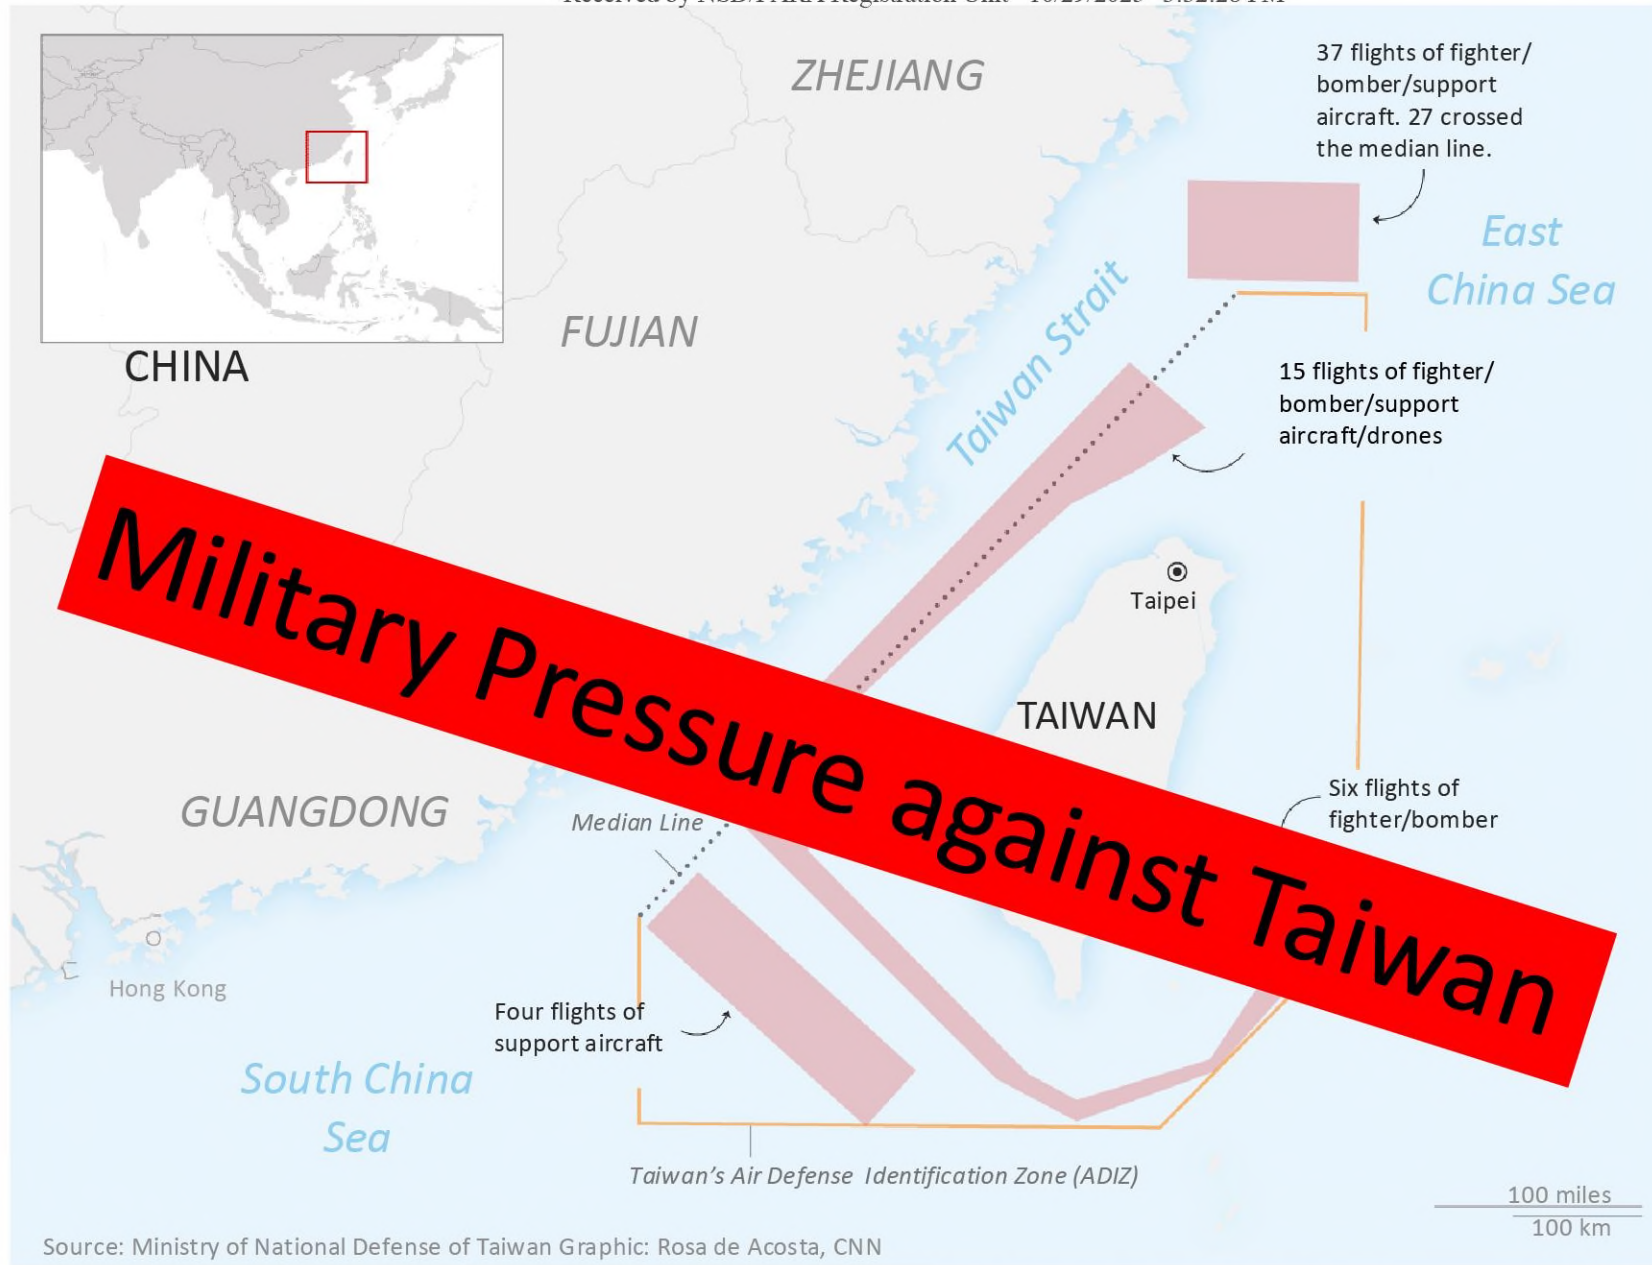 ZHEJIANG
37 flights of fighter/
bomber/support
aircraft. 27 crossed
the median line.
East
China Sea
Taiwan Strait
FUJIAN
CHINA
15 flights of fighter/
bomber/support
aircraft/drones
Taipei
TAIWAN
Military Pressure against Taiwan
GUANGDONG
Median Line
Six flights of
fighter/bomber
Hong Kong
Four flights of
support aircraft
South China
Sea
Taiwan's Air Defense Identification Zone (ADIZ)
100 miles
100 km
Source: Ministry of National Defense of Taiwan Graphic: Rosa de Acosta, CNN